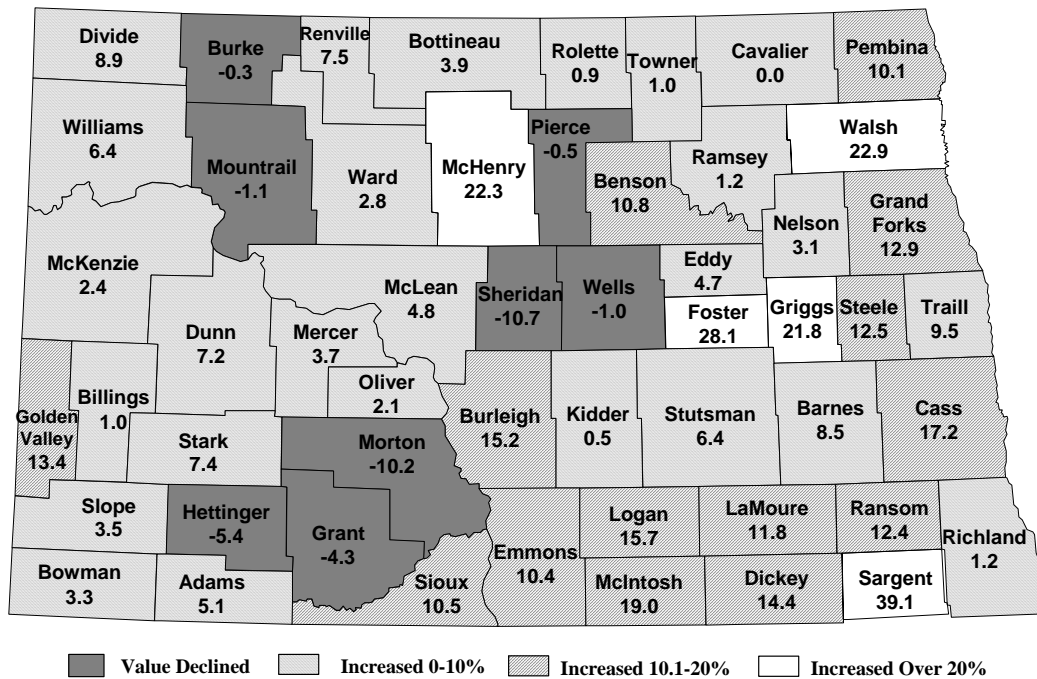 Divide
8.9
Burke
-0.3
Renville
7.5
Bottineau
3.9
Rolette
0.9
Towner
1.0
Cavalier
0.0
Pembina
10.1
Williams
6.4
Mountrail
-1.1
Ward
2.8
McHenry
22.3
Pierce
-0.5
Benson
10.8
Ramsey
1.2
Walsh
22.9
Nelson
3.1
Grand
Forks
12.9
McKenzie
2.4
Dunn
7.2
Mercer
3.7
McLean
4.8
Sheridan
-10.7
Wells
-1.0
Eddy
4.7
Foster
28.1
Griggs
21.8
Steele
12.5
Traill
9.5
Oliver
2.1
Golden
Valley
13.4
Billings
1.0
Stark
7.4
Morton
-10.2
Burleigh
15.2
Kidder
0.5
Stutsman
6.4
Barnes
8.5
Cass
17.2
Slope
3.5
Hettinger
-5.4
Grant
-4.3
Emmons
10.4
Logan
15.7
LaMoure
11.8
Ransom
12.4
Richland
1.2
Bowman
3.3
Adams
5.1
Sioux
10.5
McIntosh
19.0
Dickey
14.4
Sargent
39.1
Value Declined
Increased 0-10%
Increased 10.1-20%
Increased Over 20%